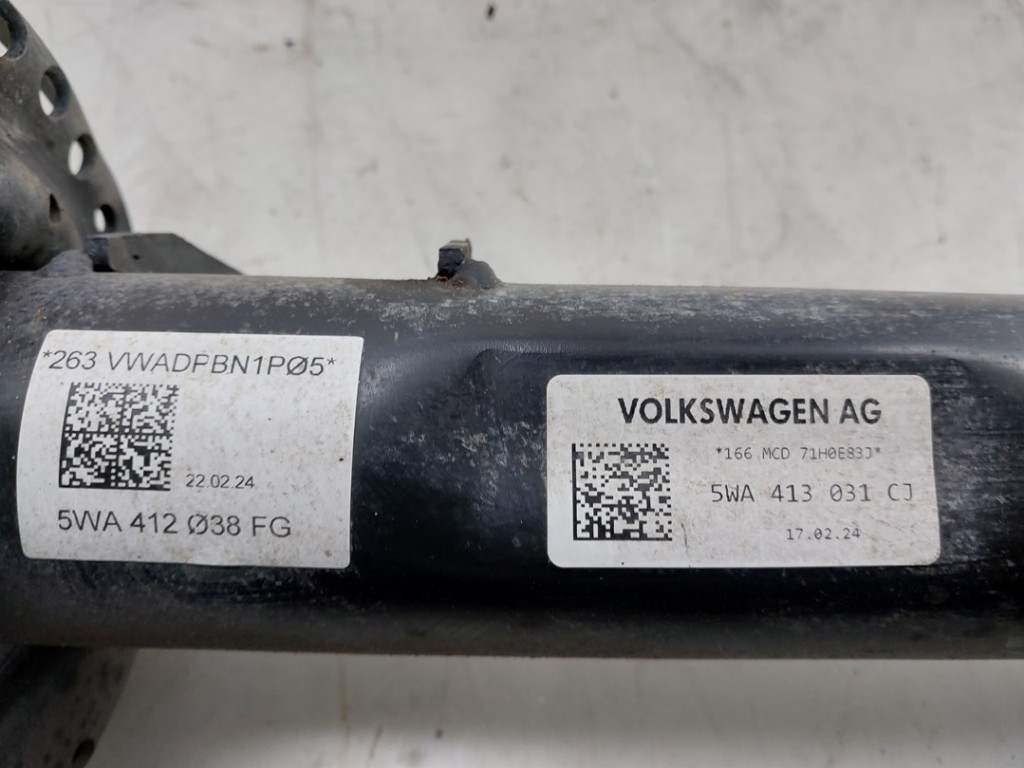 *263 VWADPBN1PØ5*
22.02.24
5WA 412 Ø38 FG
VOLKSWAGEN AG
*166 MCD 71H0E83J*
5WA 413 031 CJ
17.02.24